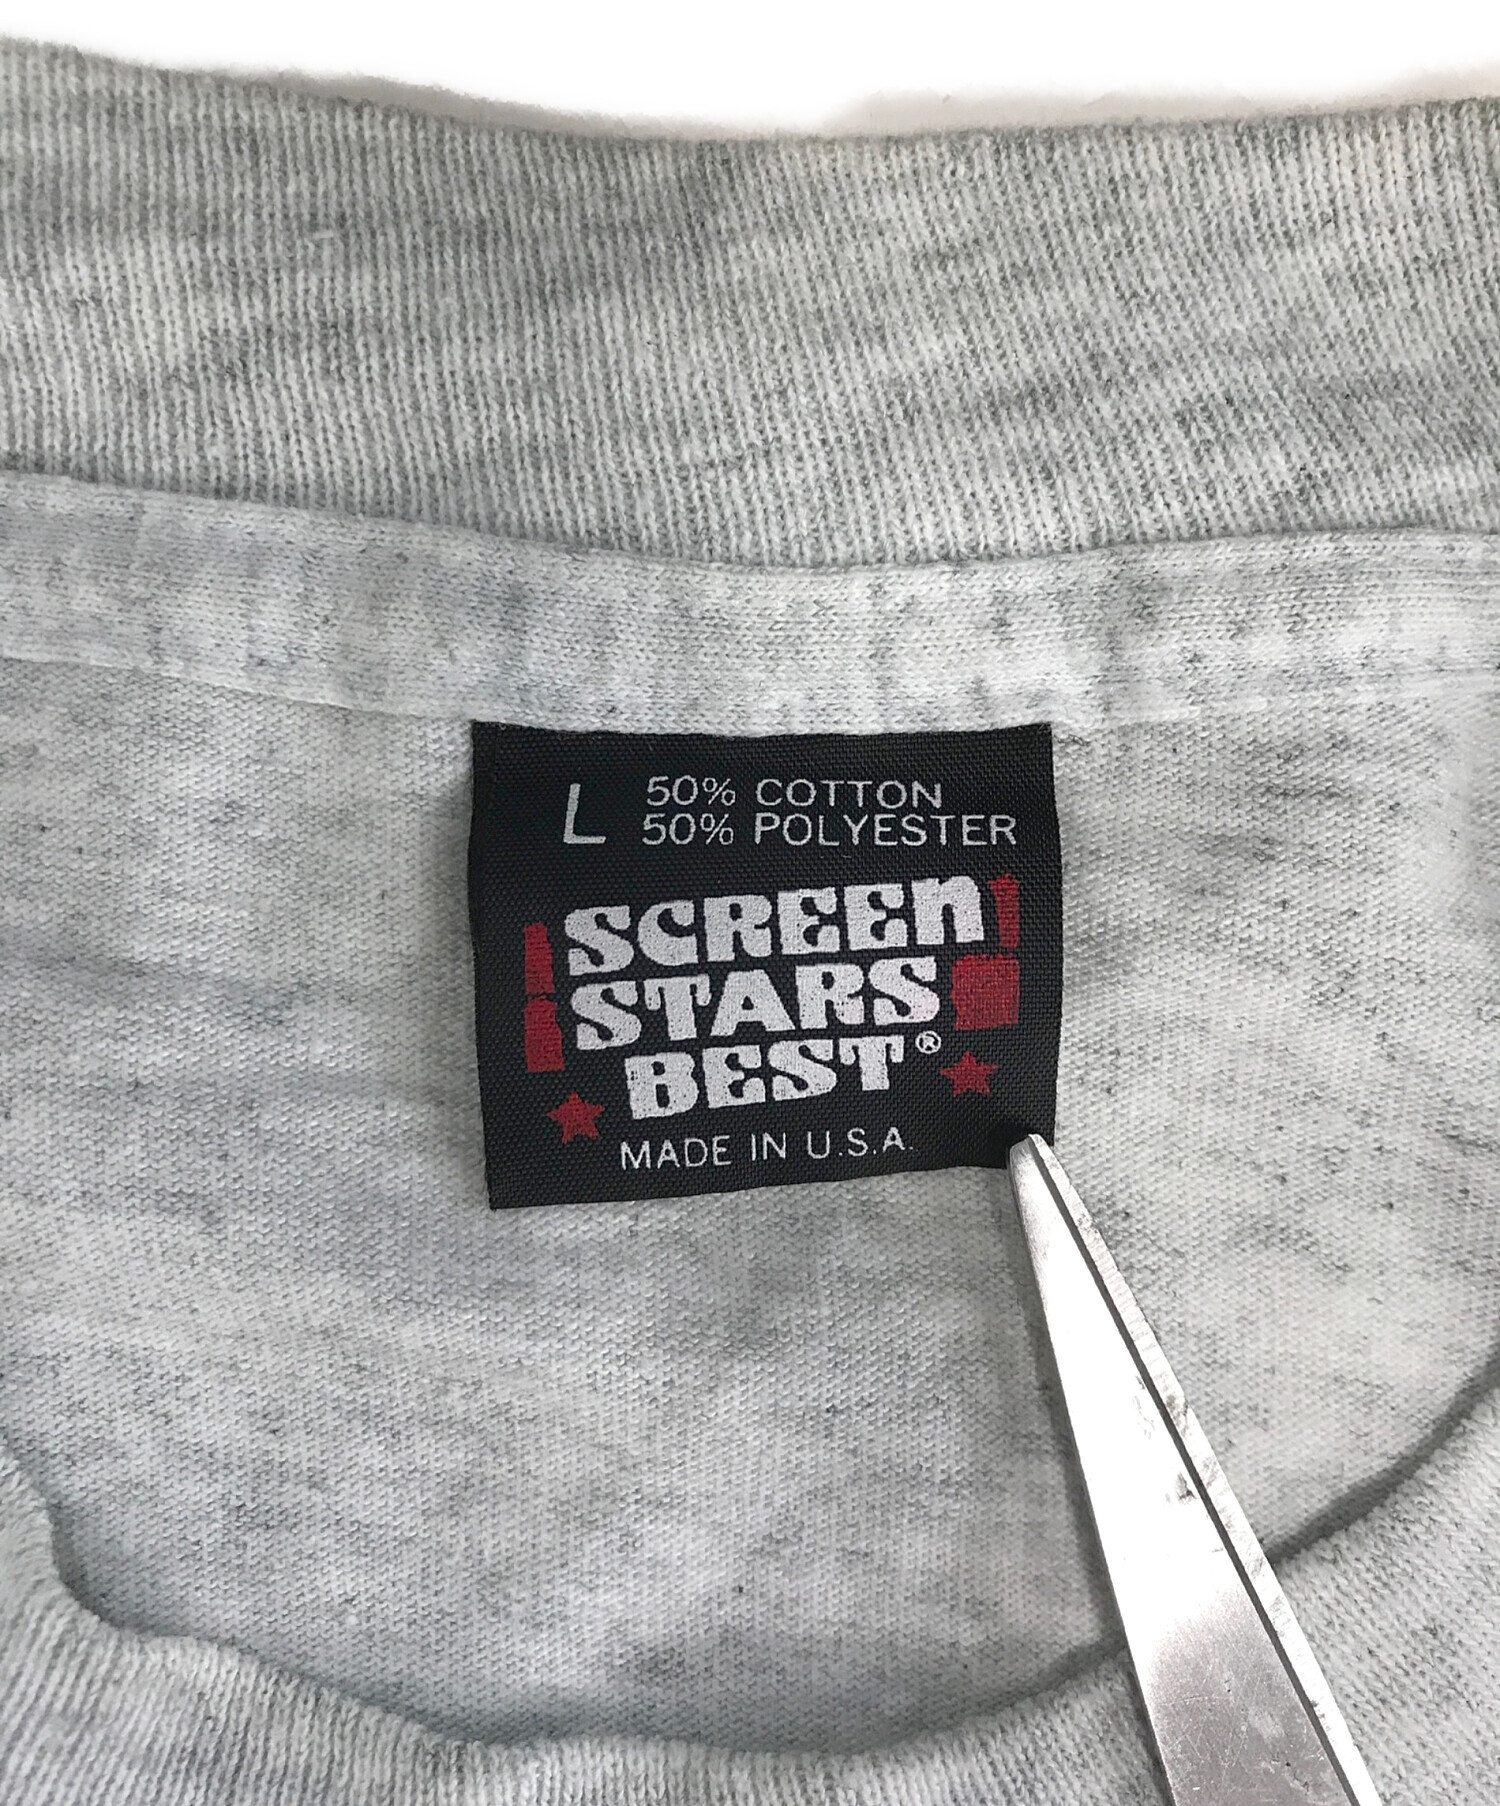 L 50% COTTON
50% POLYESTER
SCREEN
STARS
BEST®
MADE IN U.S.A.